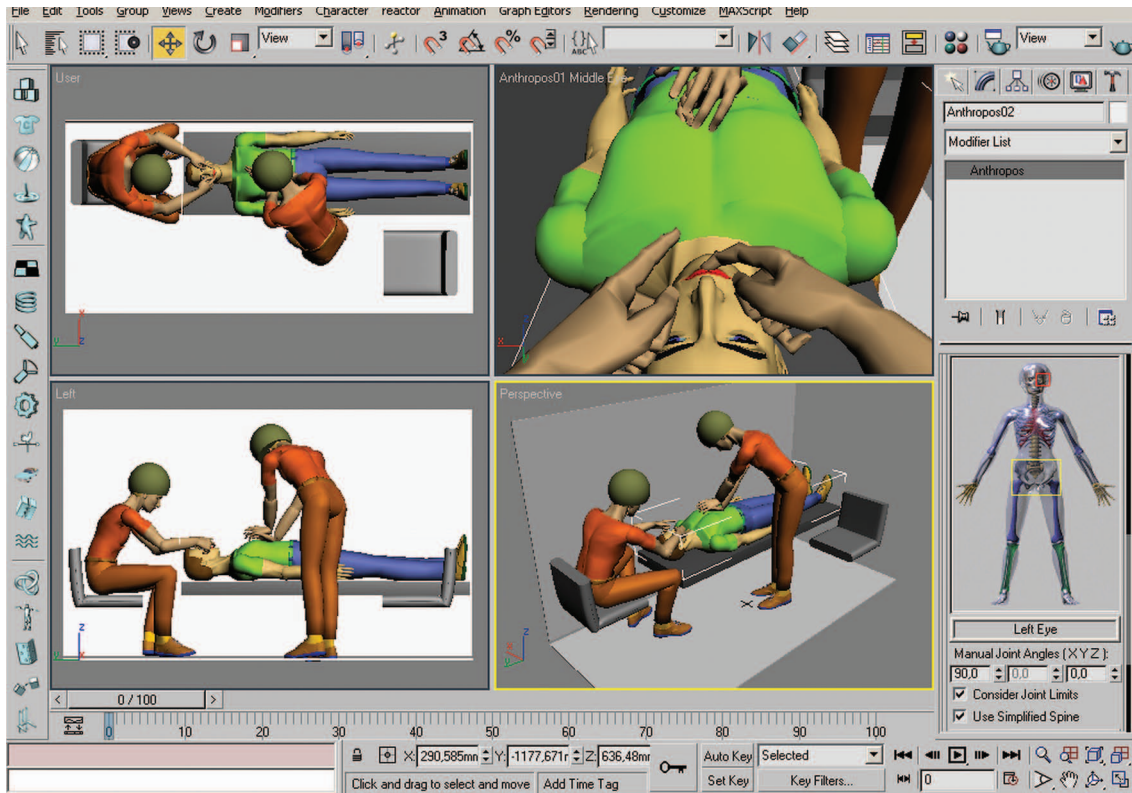 File Edit Tools Group Views Create Modifiers Character reactor Animation Graph Editors Rendering Customize MAXScript Help
View
3
%
ABC
View
User
Anthropos01 Middle Eye
Anthropos02
Modifier List
Anthropos
Left
Perspective
Left Eye
Manual Joint Angles (XYZ):
90,0 0,0 0,0
Consider Joint Limits
Use Simplified Spine
x
y
z
< 0 / 100 >
0 10 20 30 40 50 60 70 80 90 100
X: 290,585mm Y: -1177,671r Z: 636,48mr
Auto Key Selected
Click and drag to select and move Add Time Tag
Set Key Key Filters...
0